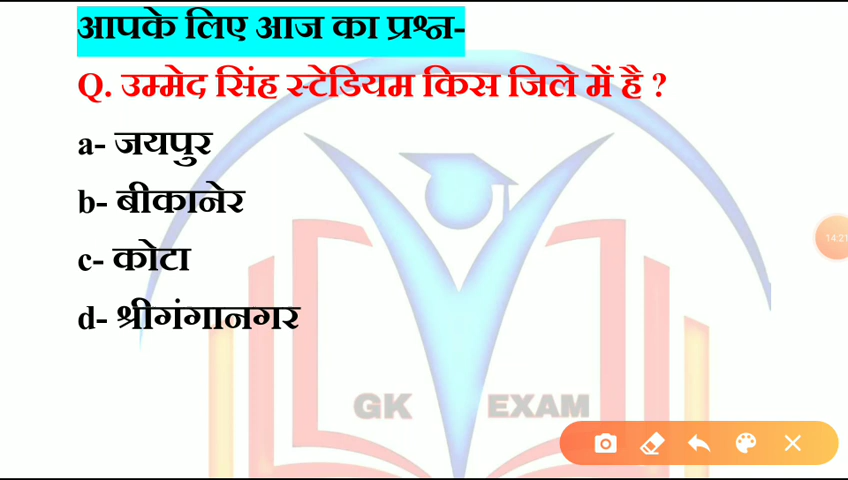 आपके लिए आज का प्रश्न-
Q. उम्मेद सिंह स्टेडियम किस जिले में है ?
a- जयपुर
b- बीकानेर
c- कोटा
d- श्रीगंगानगर
14:21
GK EXAM